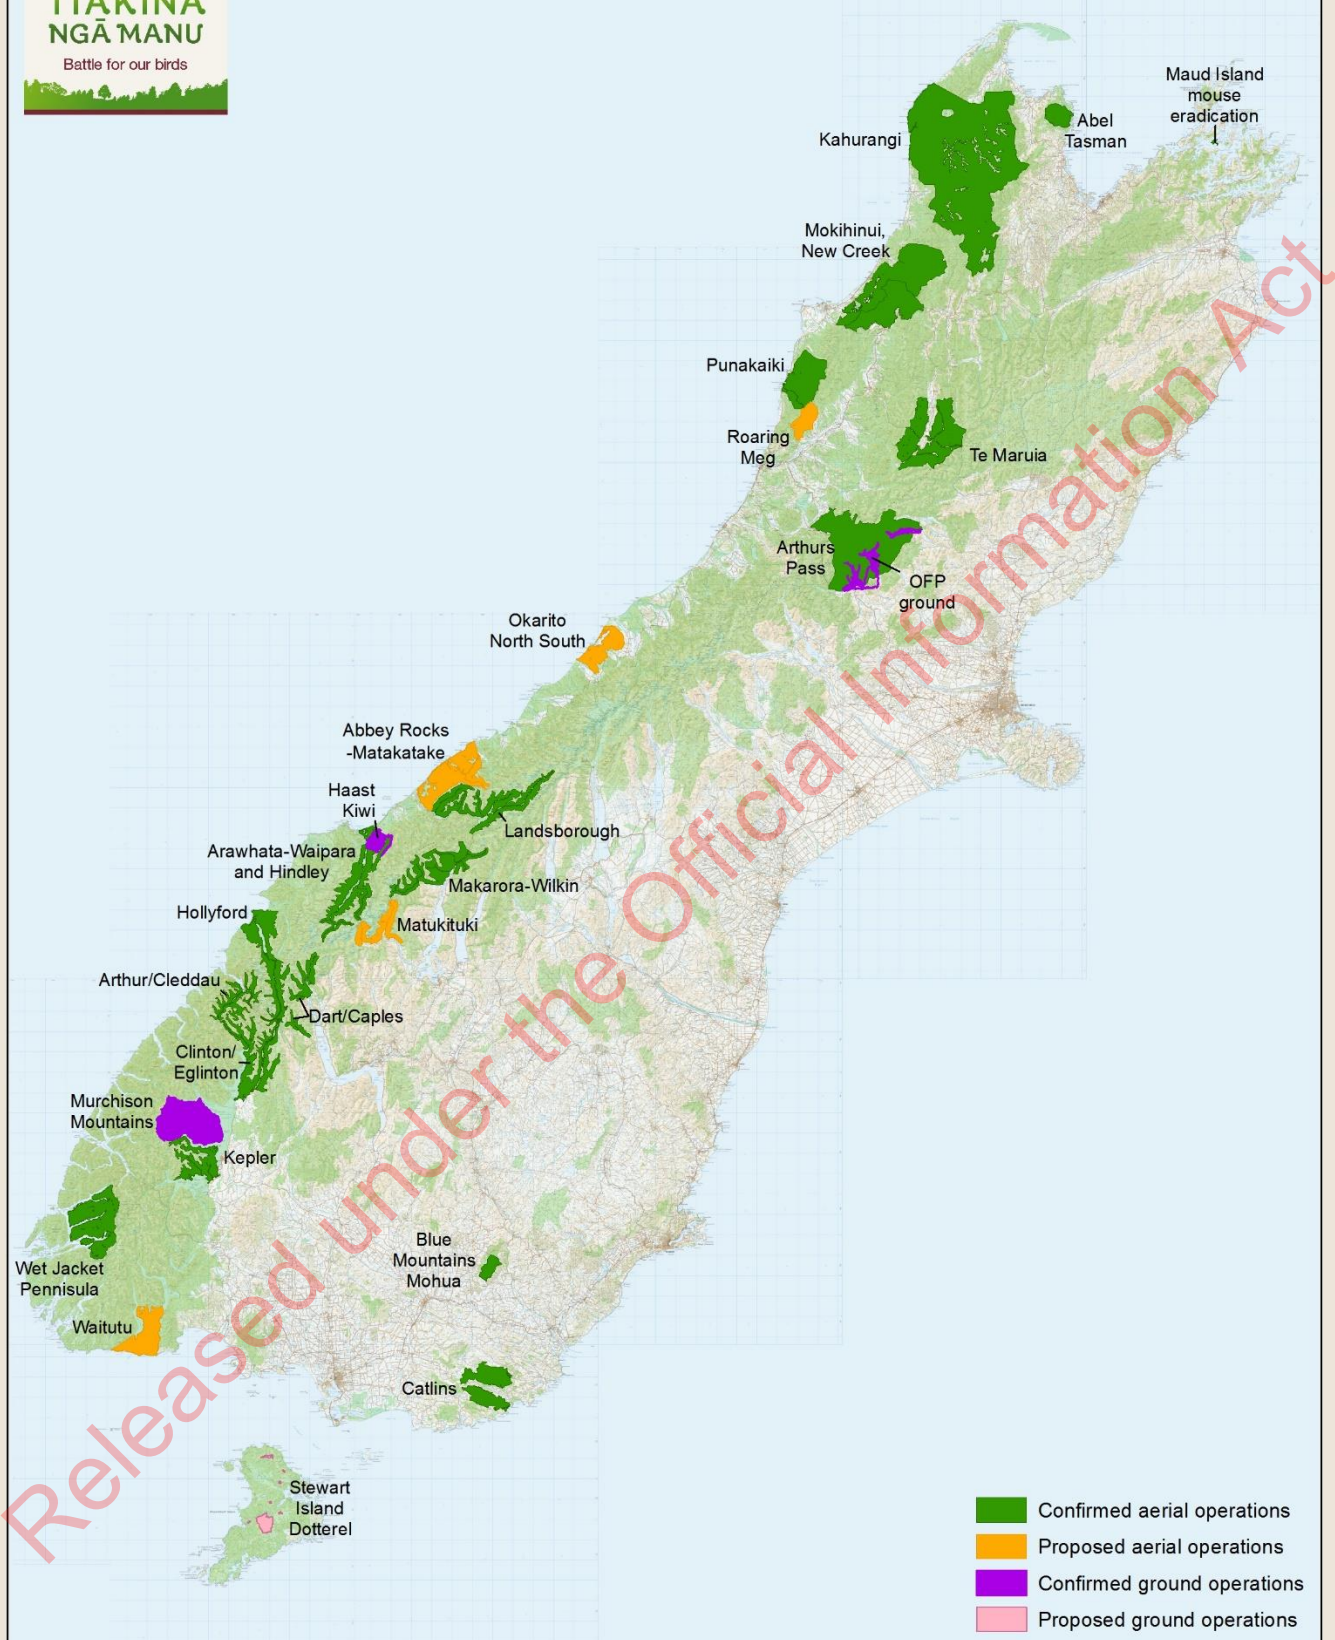 TIAKINA
NGĀ MANU
Battle for our birds
Maud Island
mouse
eradication
Abel
Tasman
Kahurangi
Mokihinui,
New Creek
Punakaiki
Roaring
Meg
Te Maruia
Arthurs
Pass
OFP
ground
Okarito
North South
Abbey Rocks
-Matakatake
Haast
Kiwi
Landsborough
Arawhata-Waipara
and Hindley
Makarora-Wilkin
Hollyford
Matukituki
Arthur/Cleddau
Dart/Caples
Clinton/
Eglinton
Murchison
Mountains
Kepler
Wet Jacket
Pennisula
Blue
Mountains
Mohua
Waitutu
Catlins
Stewart
Island
Dotterel
Confirmed aerial operations
Proposed aerial operations
Confirmed ground operations
Proposed ground operations
Released under the Official Information Act